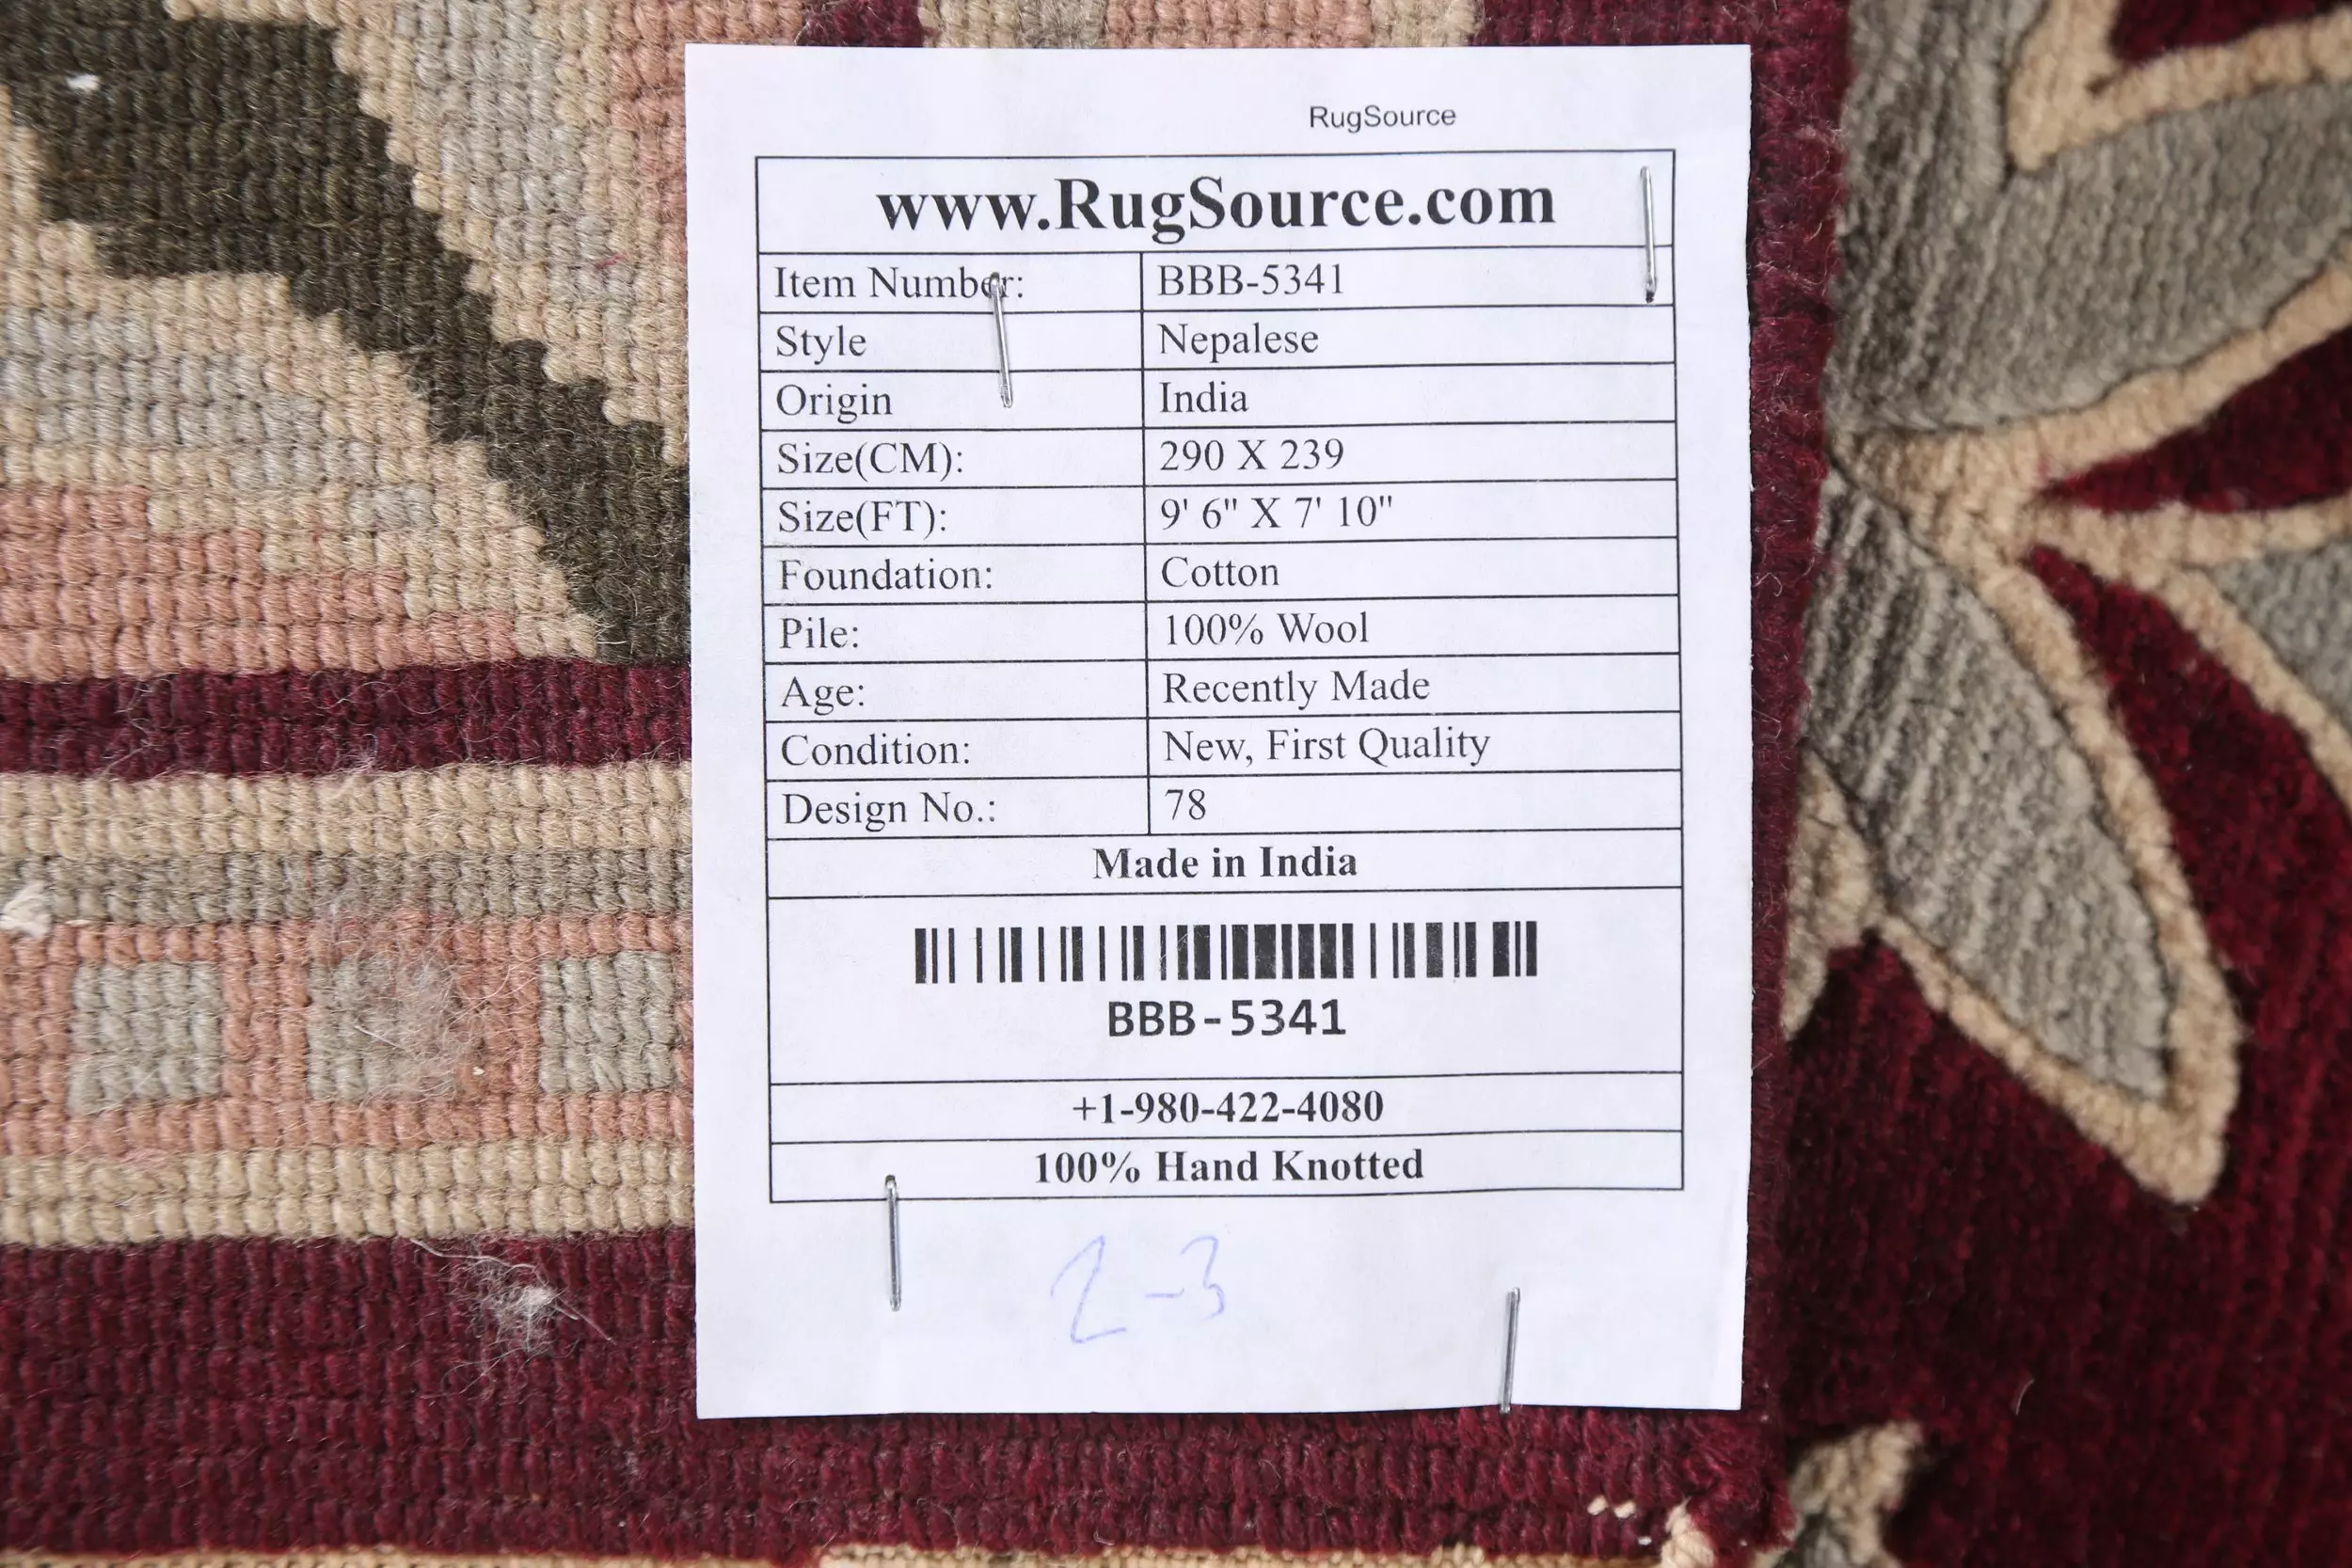 RugSource
www.RugSource.com
Item Number: BBB-5341
Style Nepalese
Origin India
Size(CM): 290 X 239
Size(FT): 9' 6" X 7' 10"
Foundation: Cotton
Pile: 100% Wool
Age: Recently Made
Condition: New, First Quality
Design No.: 78
Made in India
BBB-5341
+1-980-422-4080
100% Hand Knotted
2-3